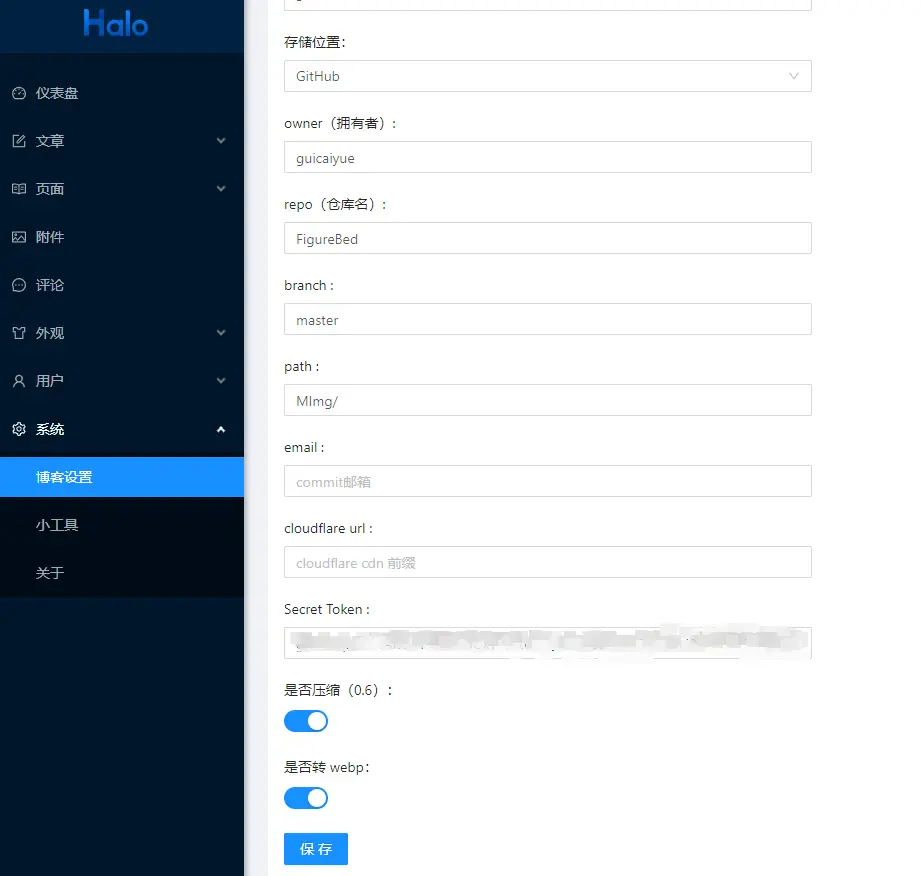 Halo
仪表盘
文章
页面
附件
评论
外观
用户
系统
博客设置
小工具
关于
存储位置:
GitHub
owner（拥有者）:
guicaiyue
repo（仓库名）:
FigureBed
branch :
master
path :
MImg/
email :
commit邮箱
cloudflare url :
cloudflare cdn 前缀
Secret Token :
是否压缩（0.6）:
是否转 webp:
保 存